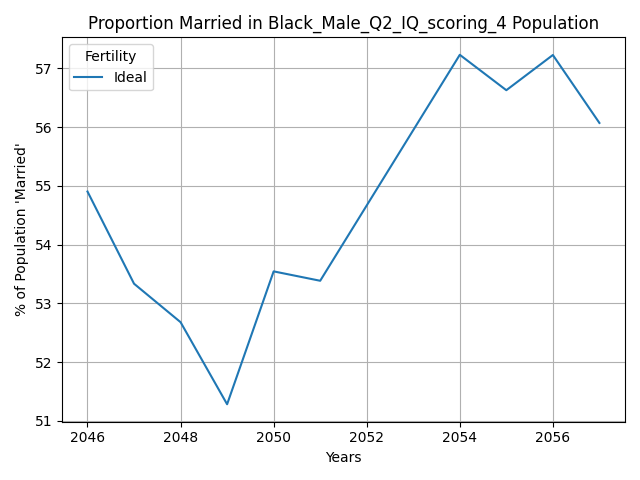 Proportion Married in Black_Male_Q2_IQ_scoring_4 Population
Fertility
Ideal
% of Population 'Married'
57
56
55
54
53
52
51
2046 2048 2050 2052 2054 2056
Years